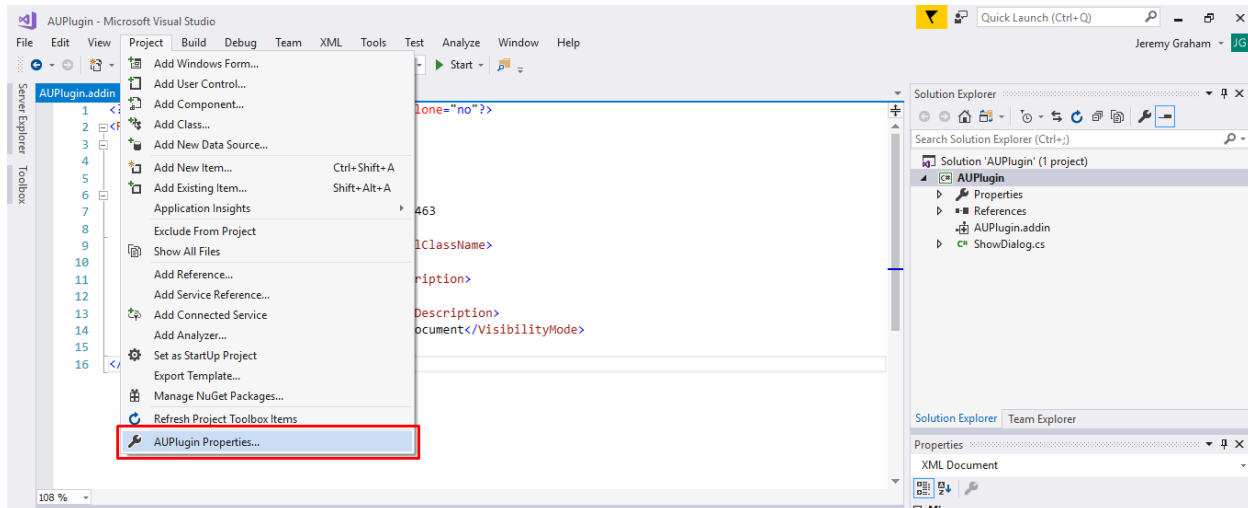 AUPlugin - Microsoft Visual Studio
Quick Launch (Ctrl+Q)
File Edit View Project Build Debug Team XML Tools Test Analyze Window Help
Jeremy Graham JG
Start
Server Explorer
Toolbox
AUPlugin.addin
Add Windows Form...
Add User Control...
Add Component...
Add Class...
Add New Data Source...
Add New Item... Ctrl+Shift+A
Add Existing Item... Shift+Alt+A
Application Insights
Exclude From Project
Show All Files
Add Reference...
Add Service Reference...
Add Connected Service
Add Analyzer...
Set as StartUp Project
Export Template...
Manage NuGet Packages...
Refresh Project Toolbox Items
AUPlugin Properties...
1 <? lone="no"?>
2 <R
3
4
5
6
7 463
8
9 lClassName>
10
11 ription>
12
13 Description>
14 ocument</VisibilityMode>
15
16 </
108 %
Solution Explorer
Search Solution Explorer (Ctrl+;)
Solution 'AUPlugin' (1 project)
C# AUPlugin
Properties
References
AUPlugin.addin
C# ShowDialog.cs
Solution Explorer Team Explorer
Properties
XML Document